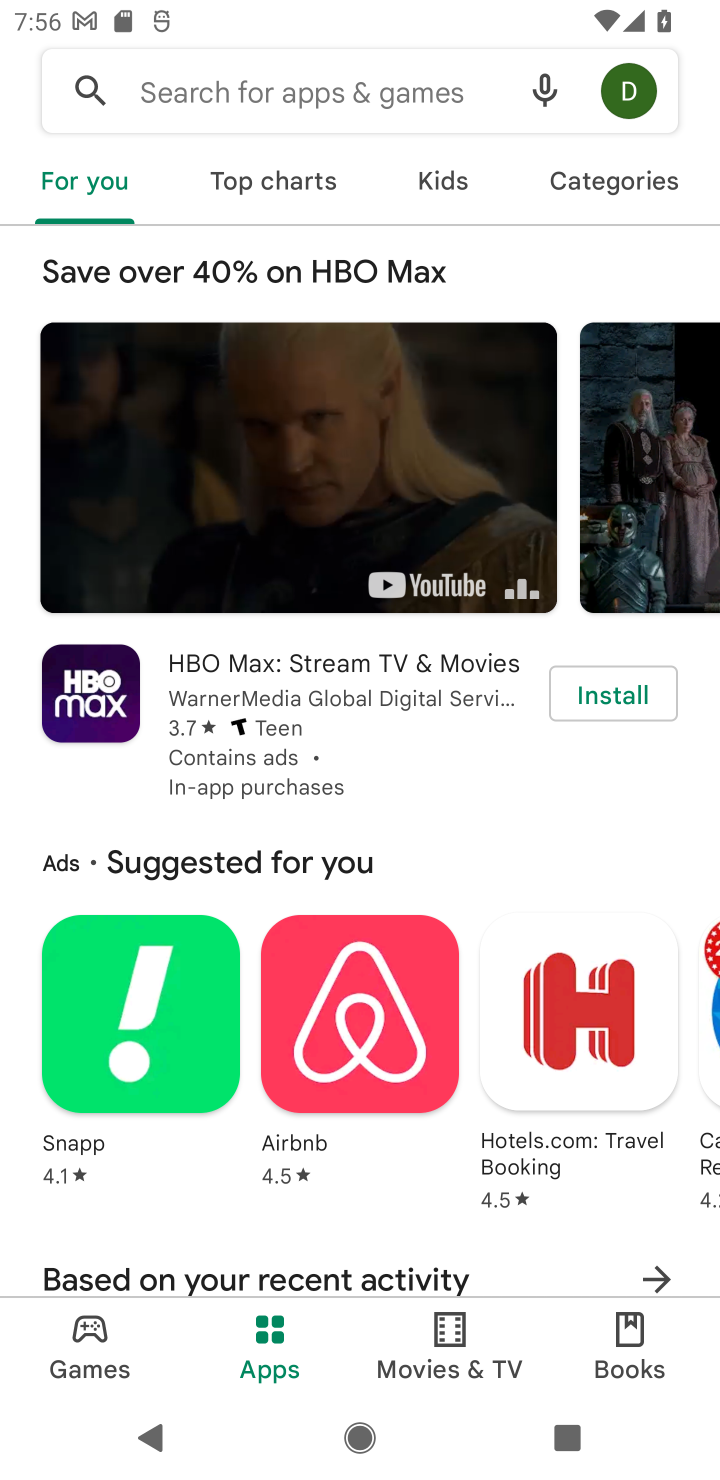 7:56
Search for apps & games
D
For you
Top charts
Kids
Categories
Save over 40% on HBO Max
YouTube
HBO max
HBO Max: Stream TV & Movies
WarnerMedia Global Digital Servi...
3.7★ T Teen
Contains ads •
In-app purchases
Install
Ads • Suggested for you
Snapp
4.1★
Airbnb
4.5★
Hotels.com: Travel
Booking
4.5★
Ca
Re
4.
Based on your recent activity
Games
Apps
Movies & TV
Books